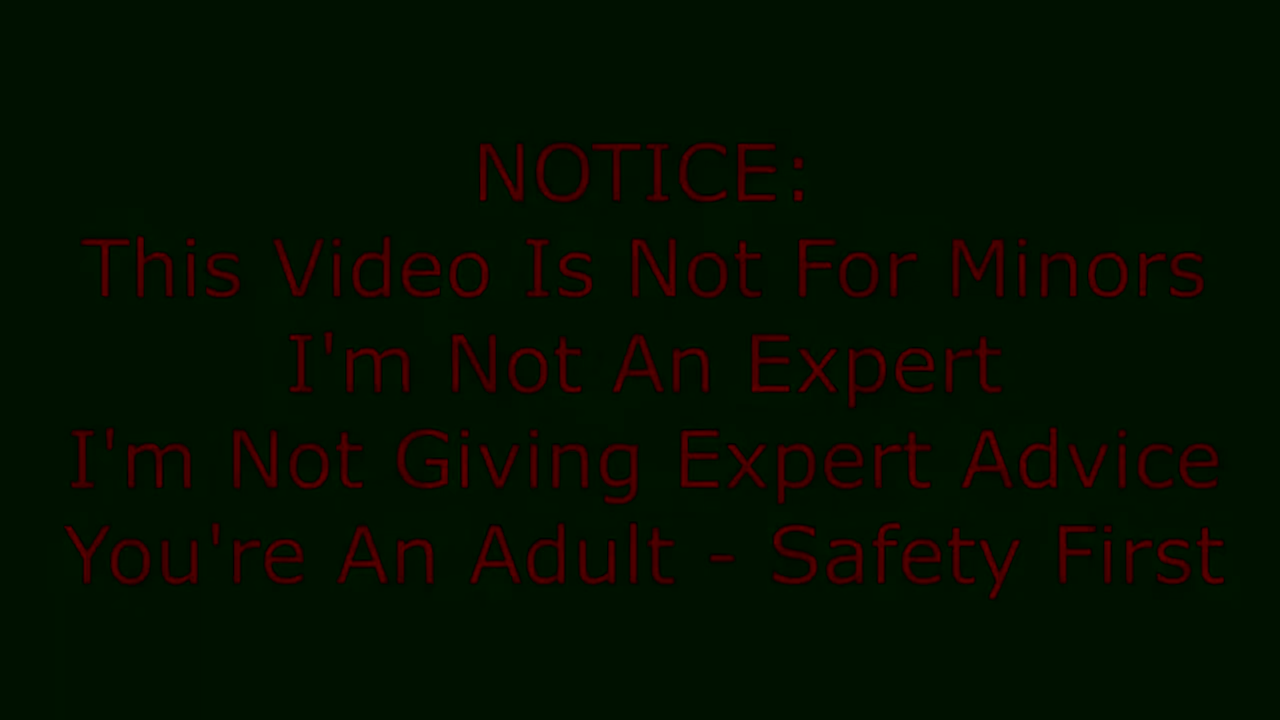 NOTICE:
This Video Is Not For Minors
I'm Not An Expert
I'm Not Giving Expert Advice
You're An Adult - Safety First